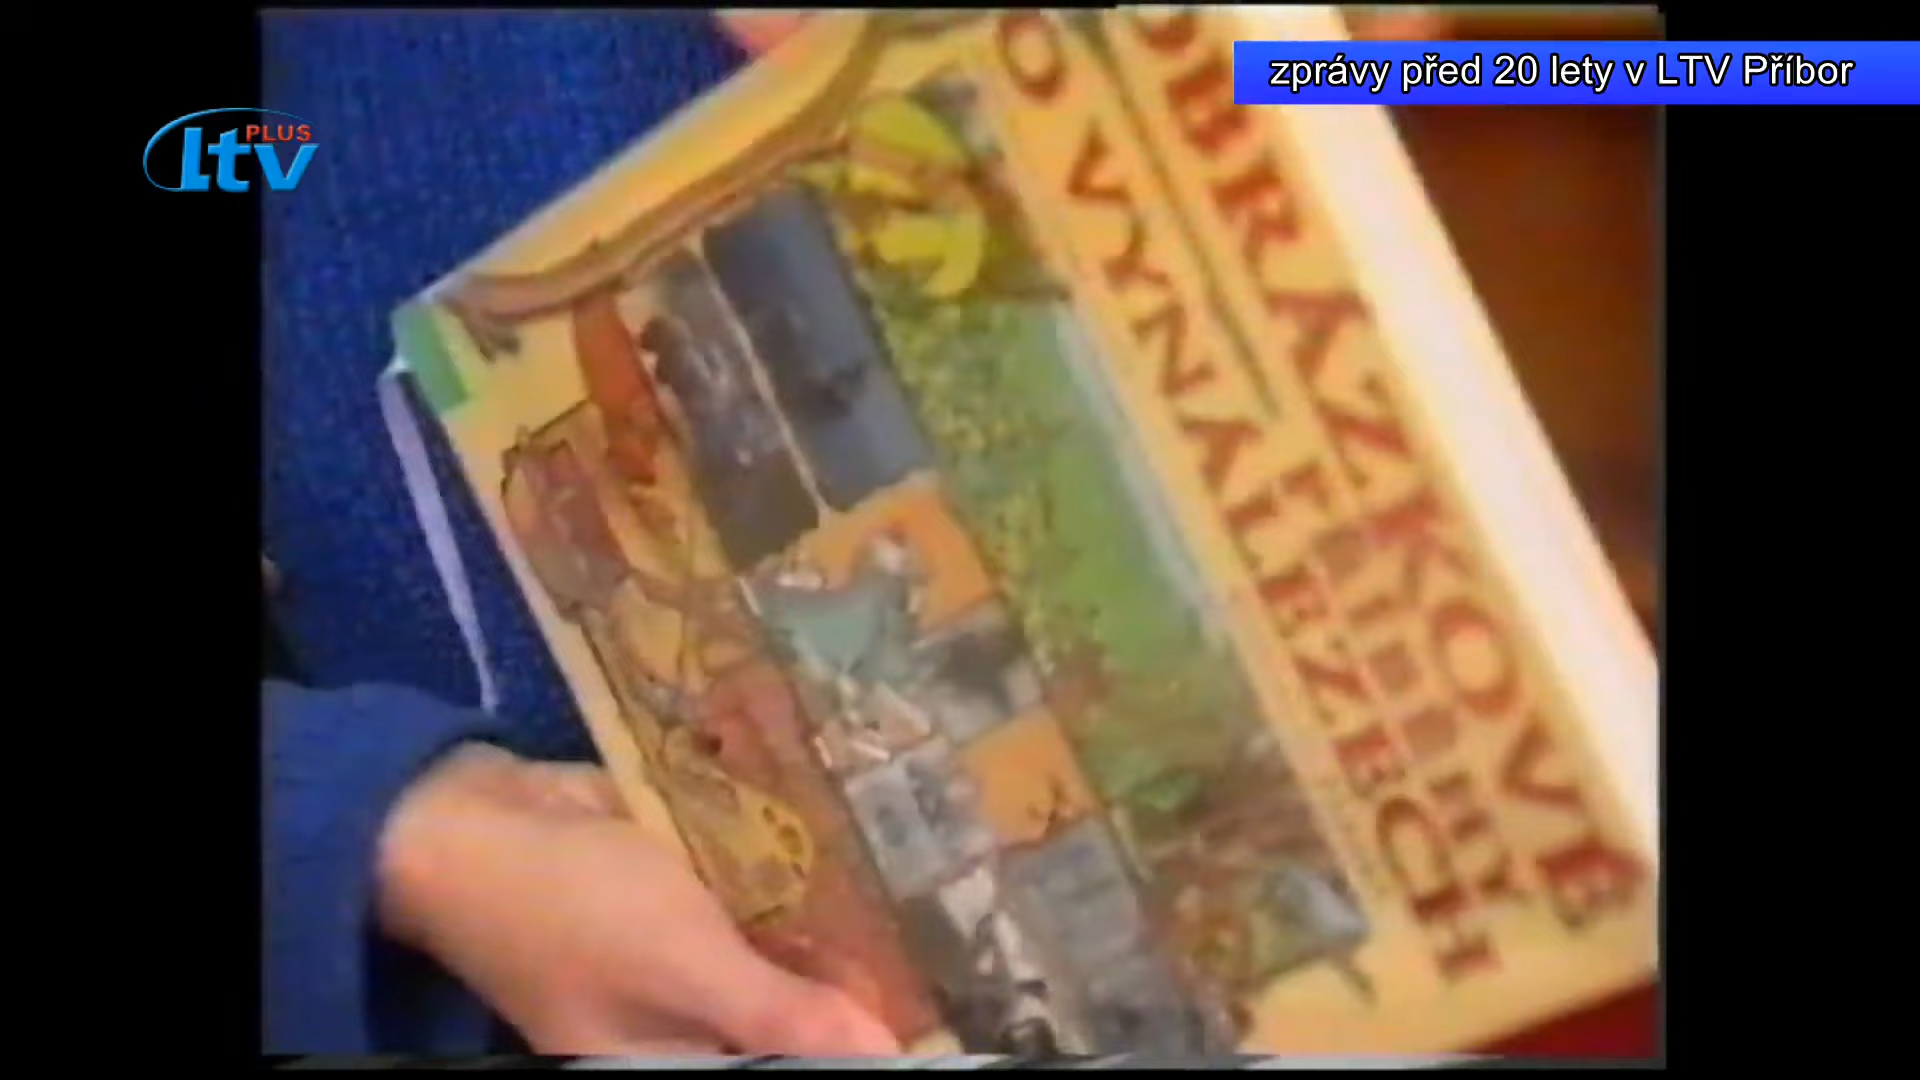 zprávy před 20 lety v LTV Příbor
ltv PLUS
OBRÁZKOVÉ
O VYNÁLEZECH